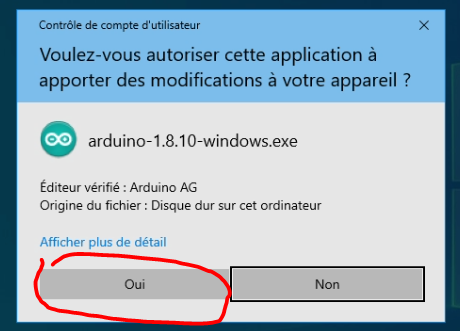 Contrôle de compte d'utilisateur
Voulez-vous autoriser cette application à
apporter des modifications à votre appareil ?
arduino-1.8.10-windows.exe
Éditeur vérifié : Arduino AG
Origine du fichier : Disque dur sur cet ordinateur
Afficher plus de détail
Oui
Non